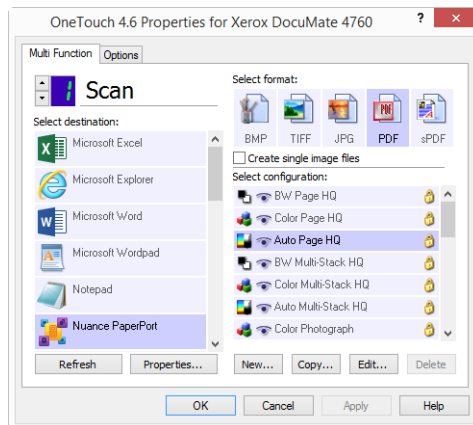 OneTouch 4.6 Properties for Xerox DocuMate 4760
? ×
Multi Function Options
1 Scan
Select destination:
Microsoft Excel
Microsoft Explorer
Microsoft Word
Microsoft Wordpad
Notepad
Nuance PaperPort
Refresh Properties...
Select format:
BMP TIFF JPG PDF sPDF
Create single image files
Select configuration:
BW Page HQ
Color Page HQ
Auto Page HQ
BW Multi-Stack HQ
Color Multi-Stack HQ
Auto Multi-Stack HQ
Color Photograph
New... Copy... Edit... Delete
OK Cancel Apply Help